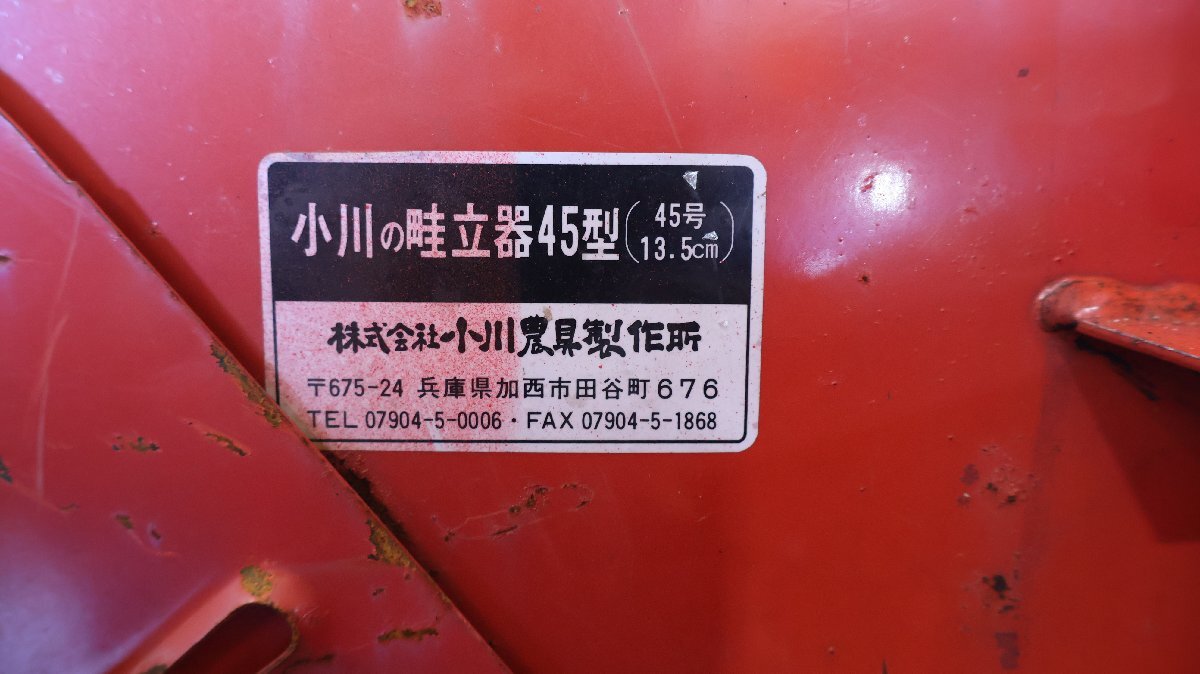 小川の畦立器45型(45号 13.5cm)
株式会社小川農具製作所
〒675-24 兵庫県加西市田谷町676
TEL 07904-5-0006・FAX 07904-5-1868